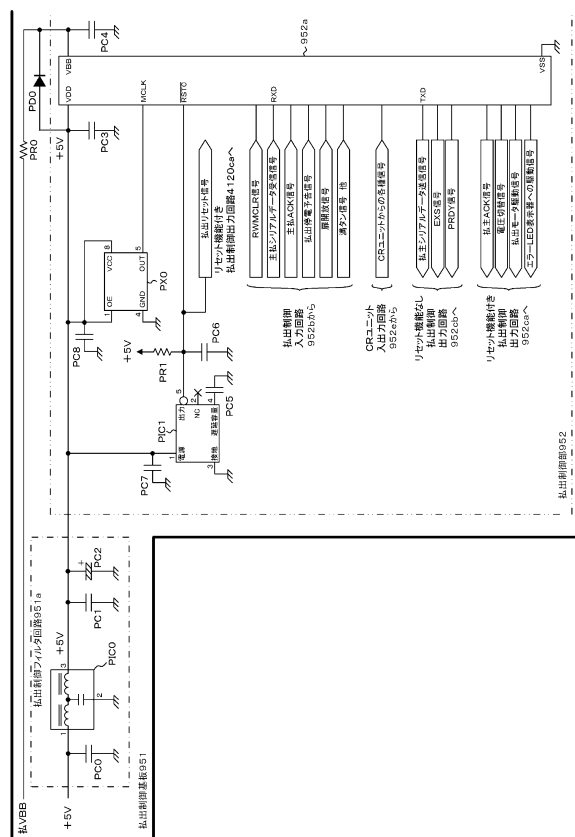 払VBB
+5V
払出制御基板951
払出制御フィルタ回路951a
PC0
1
3
2
PIC0
+5V
PC1
+
PC2
PR0
PD0
PC4
+5V
PC3
952a
VDD
VBB
MCLK
RST0
RXD
TXD
VSS
PC8
1
OE
VCC
8
4
GND
OUT
5
PX0
+5V
PR1
PC6
PC7
PIC1
1
電源
出力
5
NC
2
3
接地
遅延容量
4
PC5
払出リセット信号
リセット機能付き
払出制御出力回路4120caへ
RWMCLR信号
主払シリアルデータ受信信号
主払ACK信号
払出停電予告信号
扉開放信号
満タン信号 他
払出制御
入力回路
952bから
CRユニットからの各種信号
CRユニット
入出力回路
952eから
払主シリアルデータ送信信号
EXS信号
PRDY信号
リセット機能なし
払出制御
出力回路
952cbへ
払主ACK信号
電圧切替信号
払出モータ駆動信号
エラーLED表示器への駆動信号
リセット機能付き
払出制御
出力回路
952caへ
払出制御部952